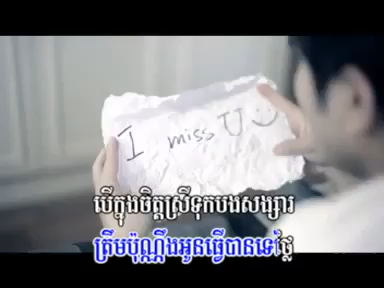 I miss U
បើក្នុងចិត្តស្រីទុកបងសង្សារ
ត្រឹមប៉ុណ្ណឹងអូនធ្វើបានទេថ្លៃ